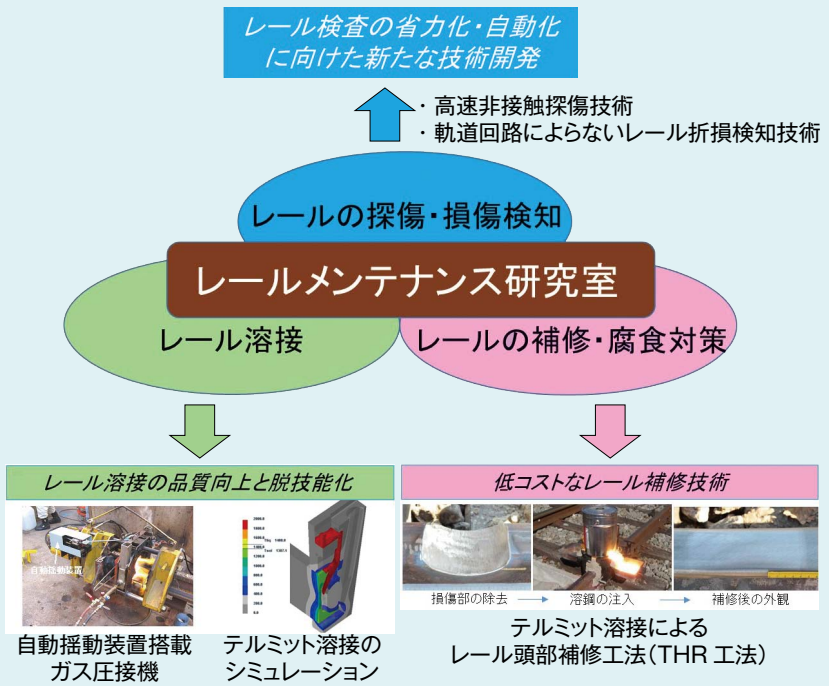 レール検査の省力化・自動化
に向けた新たな技術開発
・高速非接触探傷技術
・軌道回路によらないレール折損検知技術
レールの探傷・損傷検知
レールメンテナンス研究室
レール溶接
レールの補修・腐食対策
レール溶接の品質向上と脱技能化
自動揺動装置
自動揺動装置搭載
ガス圧接機
テルミット溶接の
シミュレーション
低コストなレール補修技術
損傷部の除去 → 溶鋼の注入 → 補修後の外観
テルミット溶接による
レール頭部補修工法(THR 工法)